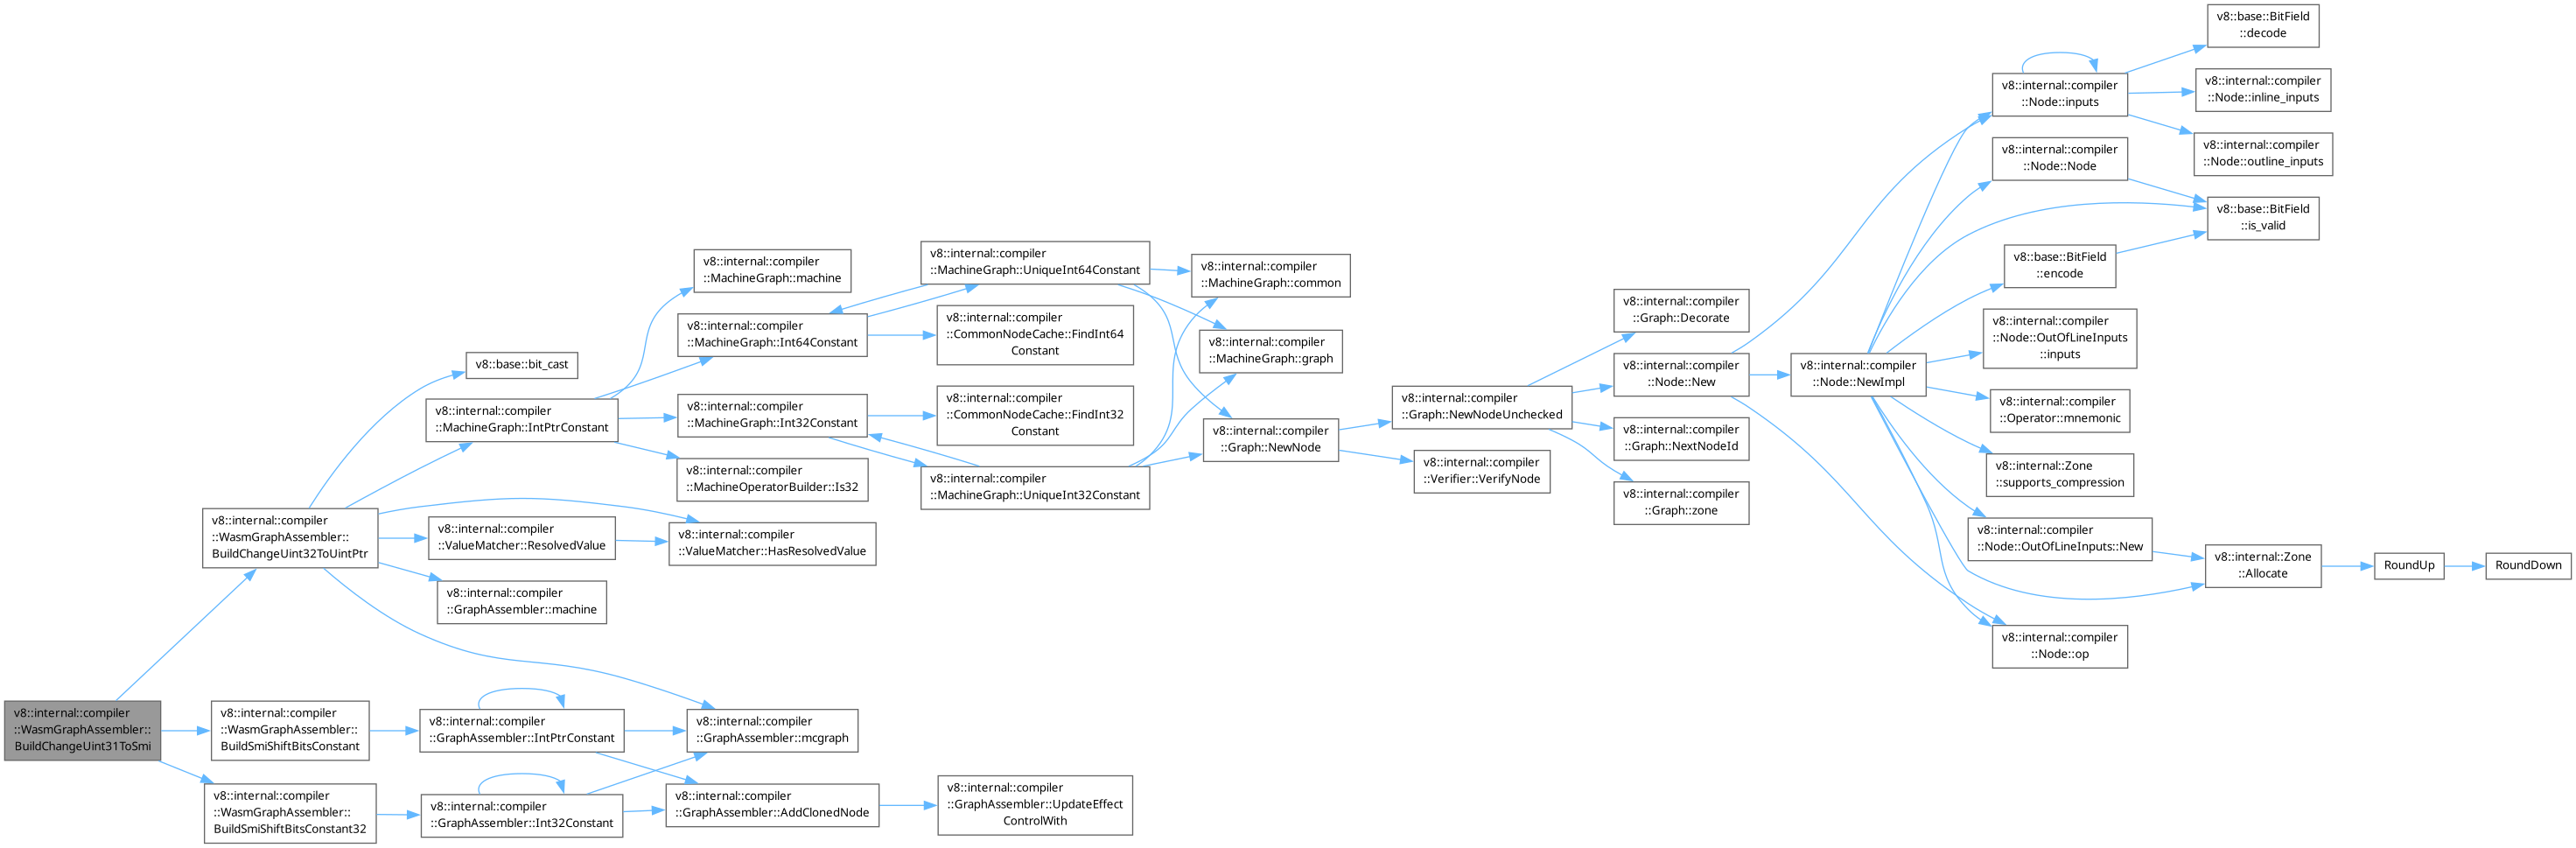 v8::internal::compiler
::WasmGraphAssembler::
BuildChangeUint31ToSmi
v8::internal::compiler
::WasmGraphAssembler::
BuildChangeUint32ToUintPtr
v8::base::bit_cast
v8::internal::compiler
::MachineGraph::IntPtrConstant
v8::internal::compiler
::MachineGraph::machine
v8::internal::compiler
::MachineGraph::Int64Constant
v8::internal::compiler
::MachineGraph::UniqueInt64Constant
v8::internal::compiler
::CommonNodeCache::FindInt64
Constant
v8::internal::compiler
::MachineGraph::common
v8::internal::compiler
::MachineGraph::graph
v8::internal::compiler
::MachineGraph::Int32Constant
v8::internal::compiler
::CommonNodeCache::FindInt32
Constant
v8::internal::compiler
::MachineGraph::UniqueInt32Constant
v8::internal::compiler
::MachineOperatorBuilder::Is32
v8::internal::compiler
::Graph::NewNode
v8::internal::compiler
::Graph::NewNodeUnchecked
v8::internal::compiler
::Verifier::VerifyNode
v8::internal::compiler
::Graph::Decorate
v8::internal::compiler
::Node::New
v8::internal::compiler
::Graph::NextNodeId
v8::internal::compiler
::Graph::zone
v8::internal::compiler
::Node::NewImpl
v8::internal::compiler
::Node::inputs
v8::base::BitField
::decode
v8::internal::compiler
::Node::inline_inputs
v8::internal::compiler
::Node::outline_inputs
v8::internal::compiler
::Node::Node
v8::base::BitField
::is_valid
v8::base::BitField
::encode
v8::internal::compiler
::Node::OutOfLineInputs
::inputs
v8::internal::compiler
::Operator::mnemonic
v8::internal::Zone
::supports_compression
v8::internal::compiler
::Node::OutOfLineInputs::New
v8::internal::Zone
::Allocate
RoundUp
RoundDown
v8::internal::compiler
::Node::op
v8::internal::compiler
::ValueMatcher::ResolvedValue
v8::internal::compiler
::ValueMatcher::HasResolvedValue
v8::internal::compiler
::GraphAssembler::machine
v8::internal::compiler
::WasmGraphAssembler::
BuildSmiShiftBitsConstant
v8::internal::compiler
::GraphAssembler::IntPtrConstant
v8::internal::compiler
::GraphAssembler::mcgraph
v8::internal::compiler
::WasmGraphAssembler::
BuildSmiShiftBitsConstant32
v8::internal::compiler
::GraphAssembler::Int32Constant
v8::internal::compiler
::GraphAssembler::AddClonedNode
v8::internal::compiler
::GraphAssembler::UpdateEffect
ControlWith